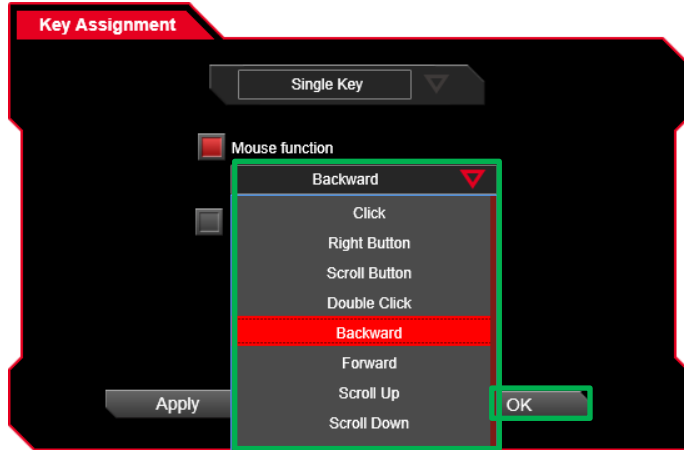 Key Assignment
Single Key
Mouse function
Backward
Click
Right Button
Scroll Button
Double Click
Backward
Forward
Scroll Up
Apply
OK
Scroll Down